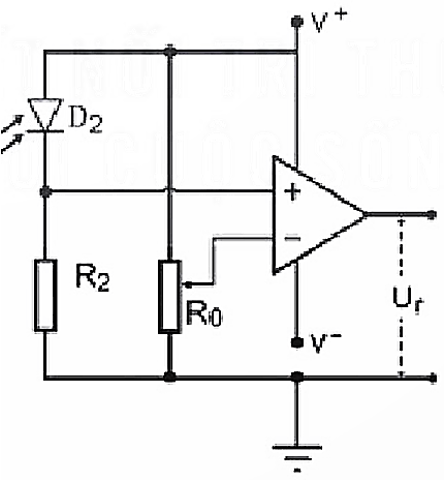 V+
D2
+
−
R2
R0
Ur
V−